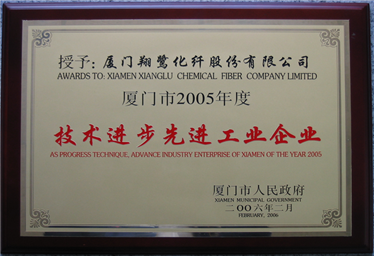 授予：厦门翔鹭化纤股份有限公司
AWARDS TO: XIAMEN XIANGLU CHEMICAL FIBER COMPANY LIMITED
厦门市2005年度
技术进步先进工业企业
AS PROGRESS TECHNIQUE, ADVANCE INDUSTRY ENTERPRISE OF XIAMEN OF THE YEAR 2005
厦门市人民政府
XIAMEN MUNICIPAL GOVERNMENT
二〇〇六年二月
FEBRUARY, 2006